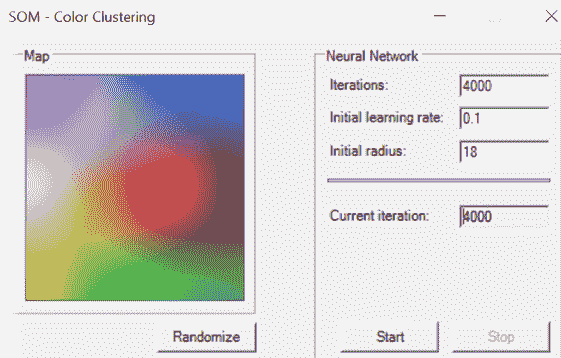 SOM - Color Clustering
Map
Neural Network
Iterations: 4000
Initial learning rate: 0.1
Initial radius: 18
Current iteration: 4000
Randomize
Start
Stop